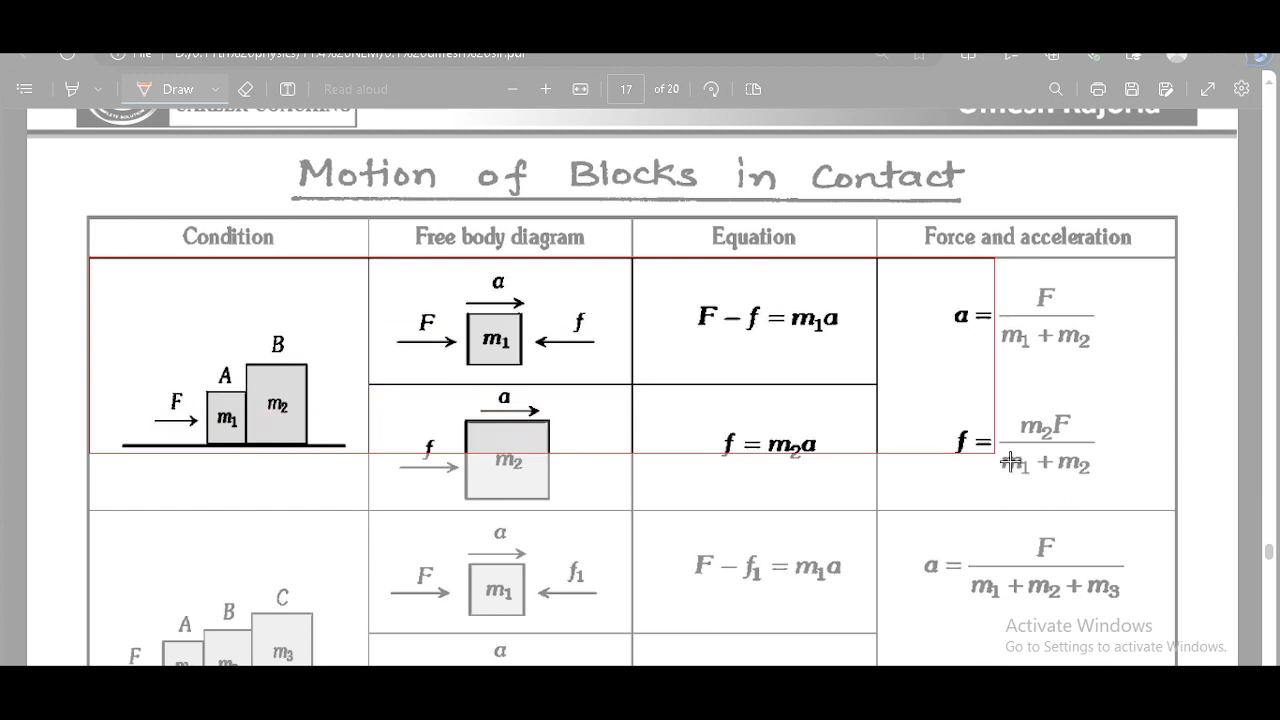 Draw
Read aloud
17
of 20
Motion of Blocks in Contact
Condition
Free body diagram
Equation
Force and acceleration
F
A
m₁
B
m₂
a
F
m₁
f
F − f = m₁a
a = F / (m₁ + m₂)
a
f
m₂
f = m₂a
f = m₂F / (m₁ + m₂)
F
A
B
C
m₃
a
F
m₁
f₁
F − f₁ = m₁a
a = F / (m₁ + m₂ + m₃)
a
Activate Windows
Go to Settings to activate Windows.